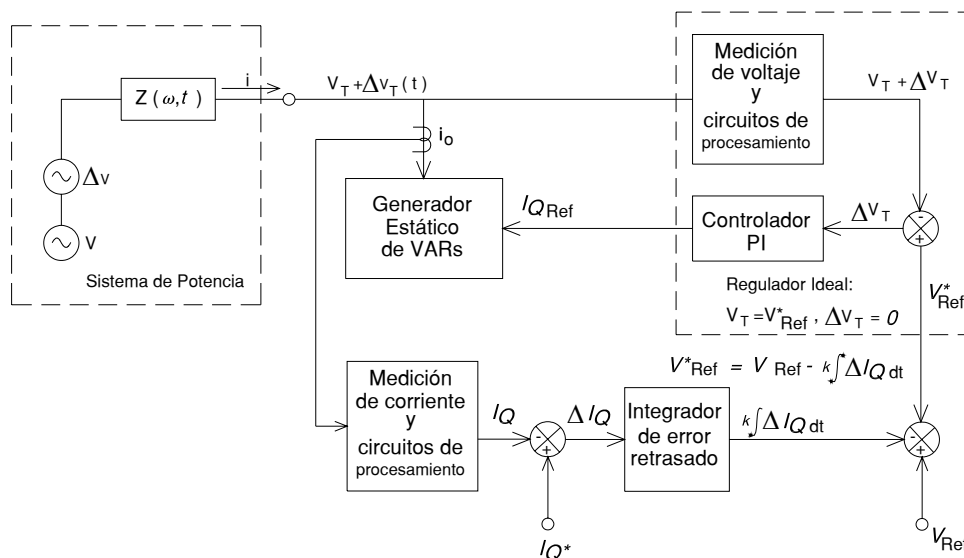 Z(ω,t)
i
V_T+ΔV_T(t)
Medición
de voltaje
y
circuitos de
procesamiento
V_T + ΔV_T
i_o
ΔV
V
Sistema de Potencia
Generador
Estático
de VARs
I_Q Ref
Controlador
PI
ΔV_T
-
+
Regulador Ideal:
V_T=V*_Ref , ΔV_T = 0
V*_Ref
V*_Ref = V_Ref - k∫ΔI_Q dt
Medición
de corriente
y
circuitos de
procesamiento
I_Q
-
+
ΔI_Q
Integrador
de error
retrasado
k∫ΔI_Q dt
-
+
I_Q*
V_Ref